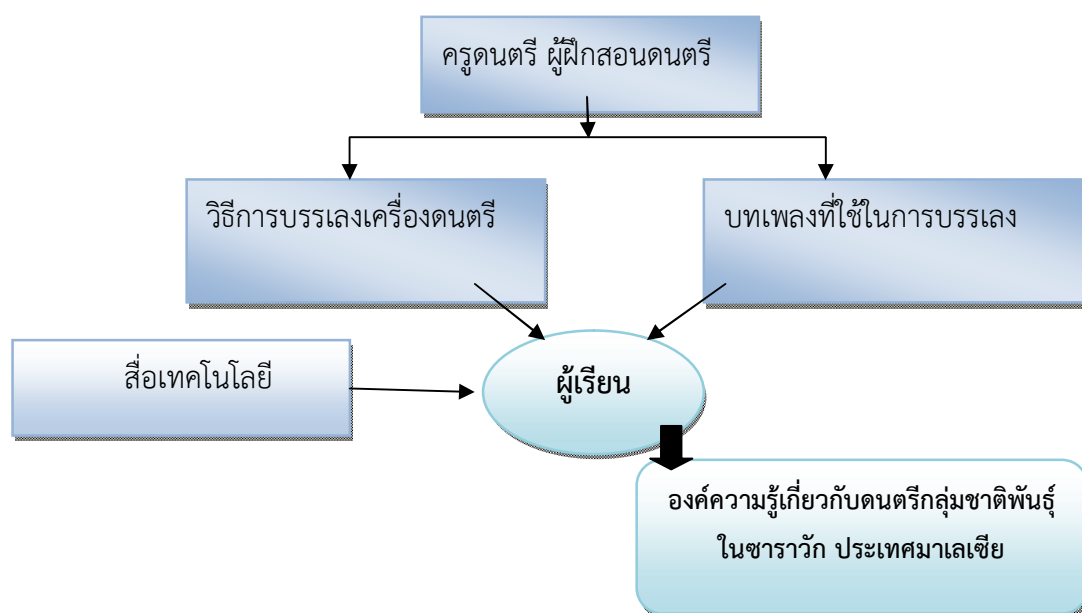 ครูดนตรี ผู้ฝึกสอนดนตรี
วิธีการบรรเลงเครื่องดนตรี
บทเพลงที่ใช้ในการบรรเลง
สื่อเทคโนโลยี
ผู้เรียน
องค์ความรู้เกี่ยวกับดนตรีกลุ่มชาติพันธุ์
ในซาราวัก ประเทศมาเลเซีย